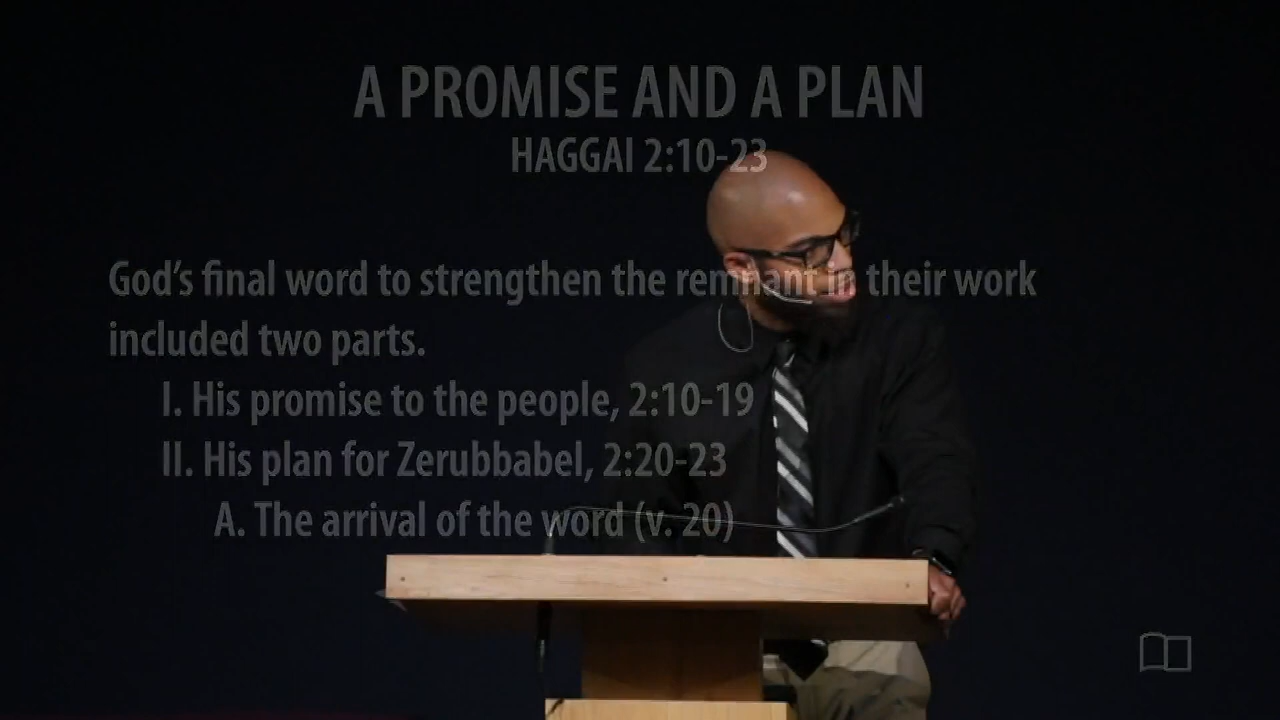 A PROMISE AND A PLAN
HAGGAI 2:10-23
God's final word to strengthen the remnant in their work
included two parts.
I. His promise to the people, 2:10-19
II. His plan for Zerubbabel, 2:20-23
A. The arrival of the word (v. 20)